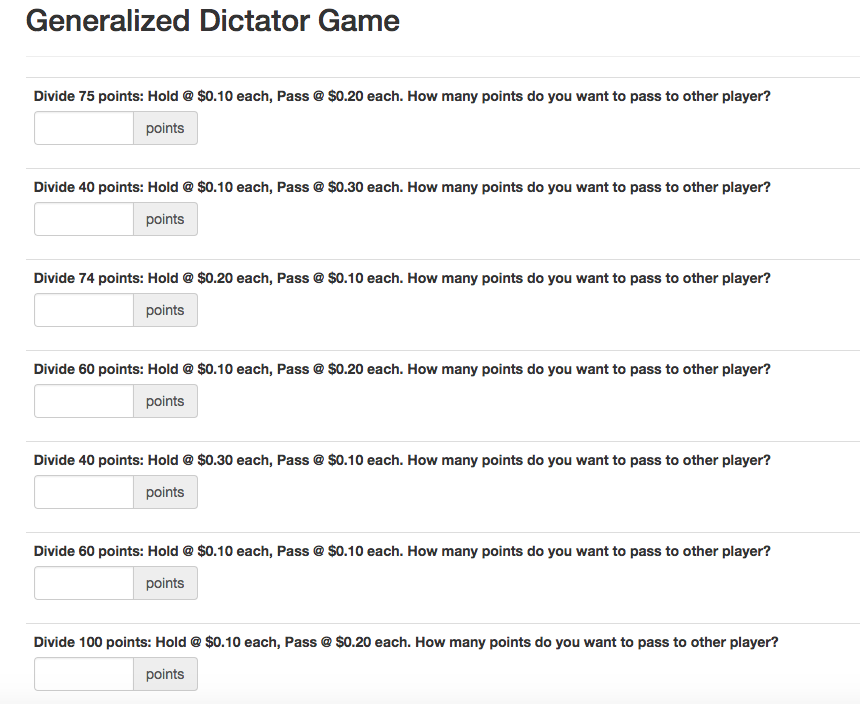 Generalized Dictator Game
Divide 75 points: Hold @ $0.10 each, Pass @ $0.20 each. How many points do you want to pass to other player?
points
Divide 40 points: Hold @ $0.10 each, Pass @ $0.30 each. How many points do you want to pass to other player?
points
Divide 74 points: Hold @ $0.20 each, Pass @ $0.10 each. How many points do you want to pass to other player?
points
Divide 60 points: Hold @ $0.10 each, Pass @ $0.20 each. How many points do you want to pass to other player?
points
Divide 40 points: Hold @ $0.30 each, Pass @ $0.10 each. How many points do you want to pass to other player?
points
Divide 60 points: Hold @ $0.10 each, Pass @ $0.10 each. How many points do you want to pass to other player?
points
Divide 100 points: Hold @ $0.10 each, Pass @ $0.20 each. How many points do you want to pass to other player?
points